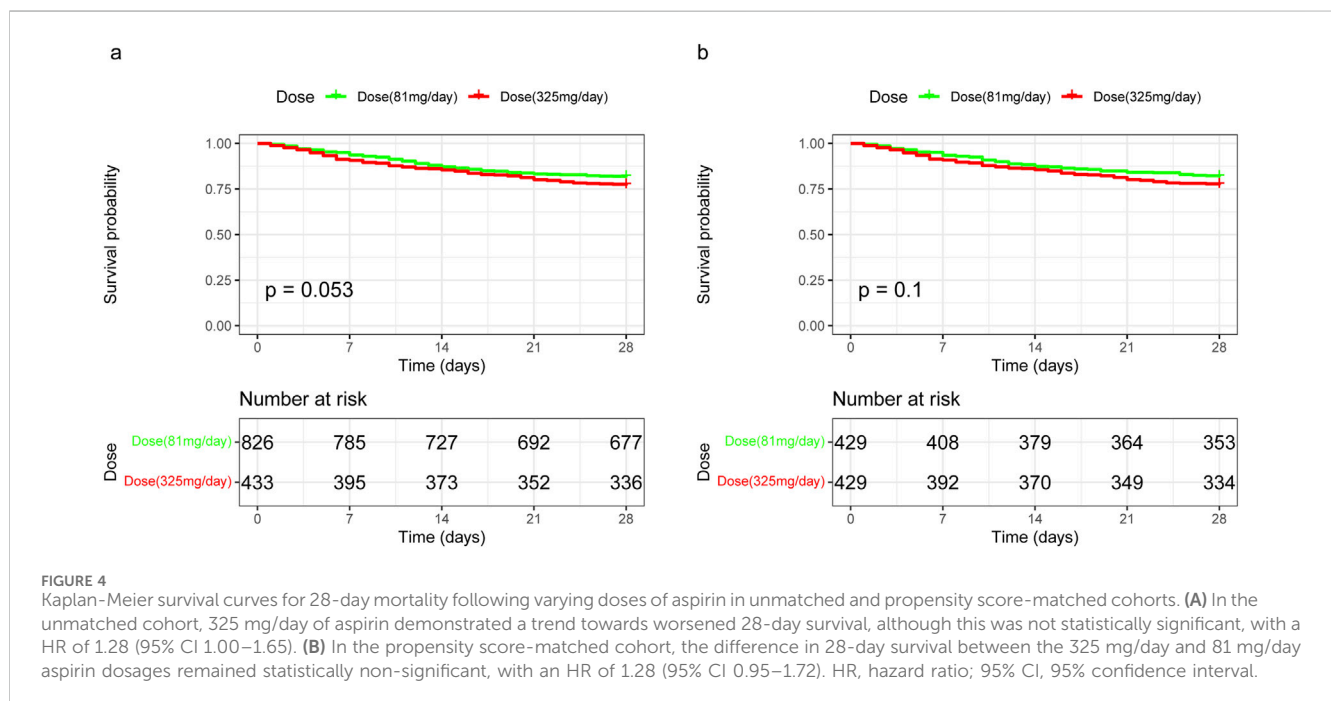 a
Dose Dose(81mg/day) Dose(325mg/day)
Survival probability
1.00
0.75
0.50
0.25
0.00
p = 0.053
0 7 14 21 28
Time (days)
Number at risk
Dose
Dose(81mg/day) 826 785 727 692 677
Dose(325mg/day) 433 395 373 352 336
0 7 14 21 28
Time (days)
b
Dose Dose(81mg/day) Dose(325mg/day)
Survival probability
1.00
0.75
0.50
0.25
0.00
p = 0.1
0 7 14 21 28
Time (days)
Number at risk
Dose
Dose(81mg/day) 429 408 379 364 353
Dose(325mg/day) 429 392 370 349 334
0 7 14 21 28
Time (days)
FIGURE 4
Kaplan-Meier survival curves for 28-day mortality following varying doses of aspirin in unmatched and propensity score-matched cohorts. (A) In the
unmatched cohort, 325 mg/day of aspirin demonstrated a trend towards worsened 28-day survival, although this was not statistically significant, with a
HR of 1.28 (95% CI 1.00–1.65). (B) In the propensity score-matched cohort, the difference in 28-day survival between the 325 mg/day and 81 mg/day
aspirin dosages remained statistically non-significant, with an HR of 1.28 (95% CI 0.95–1.72). HR, hazard ratio; 95% CI, 95% confidence interval.